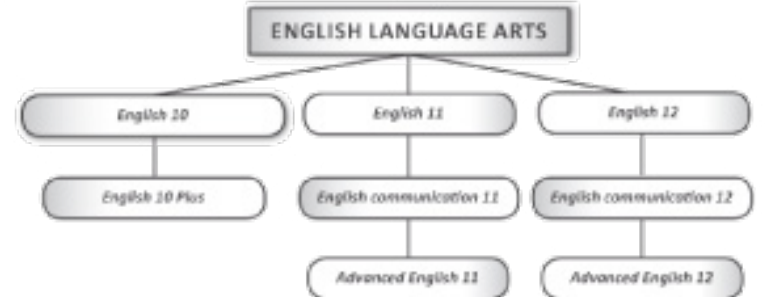 ENGLISH LANGUAGE ARTS
English 10
English 11
English 12
English 10 Plus
English communication 11
English communication 12
Advanced English 11
Advanced English 12